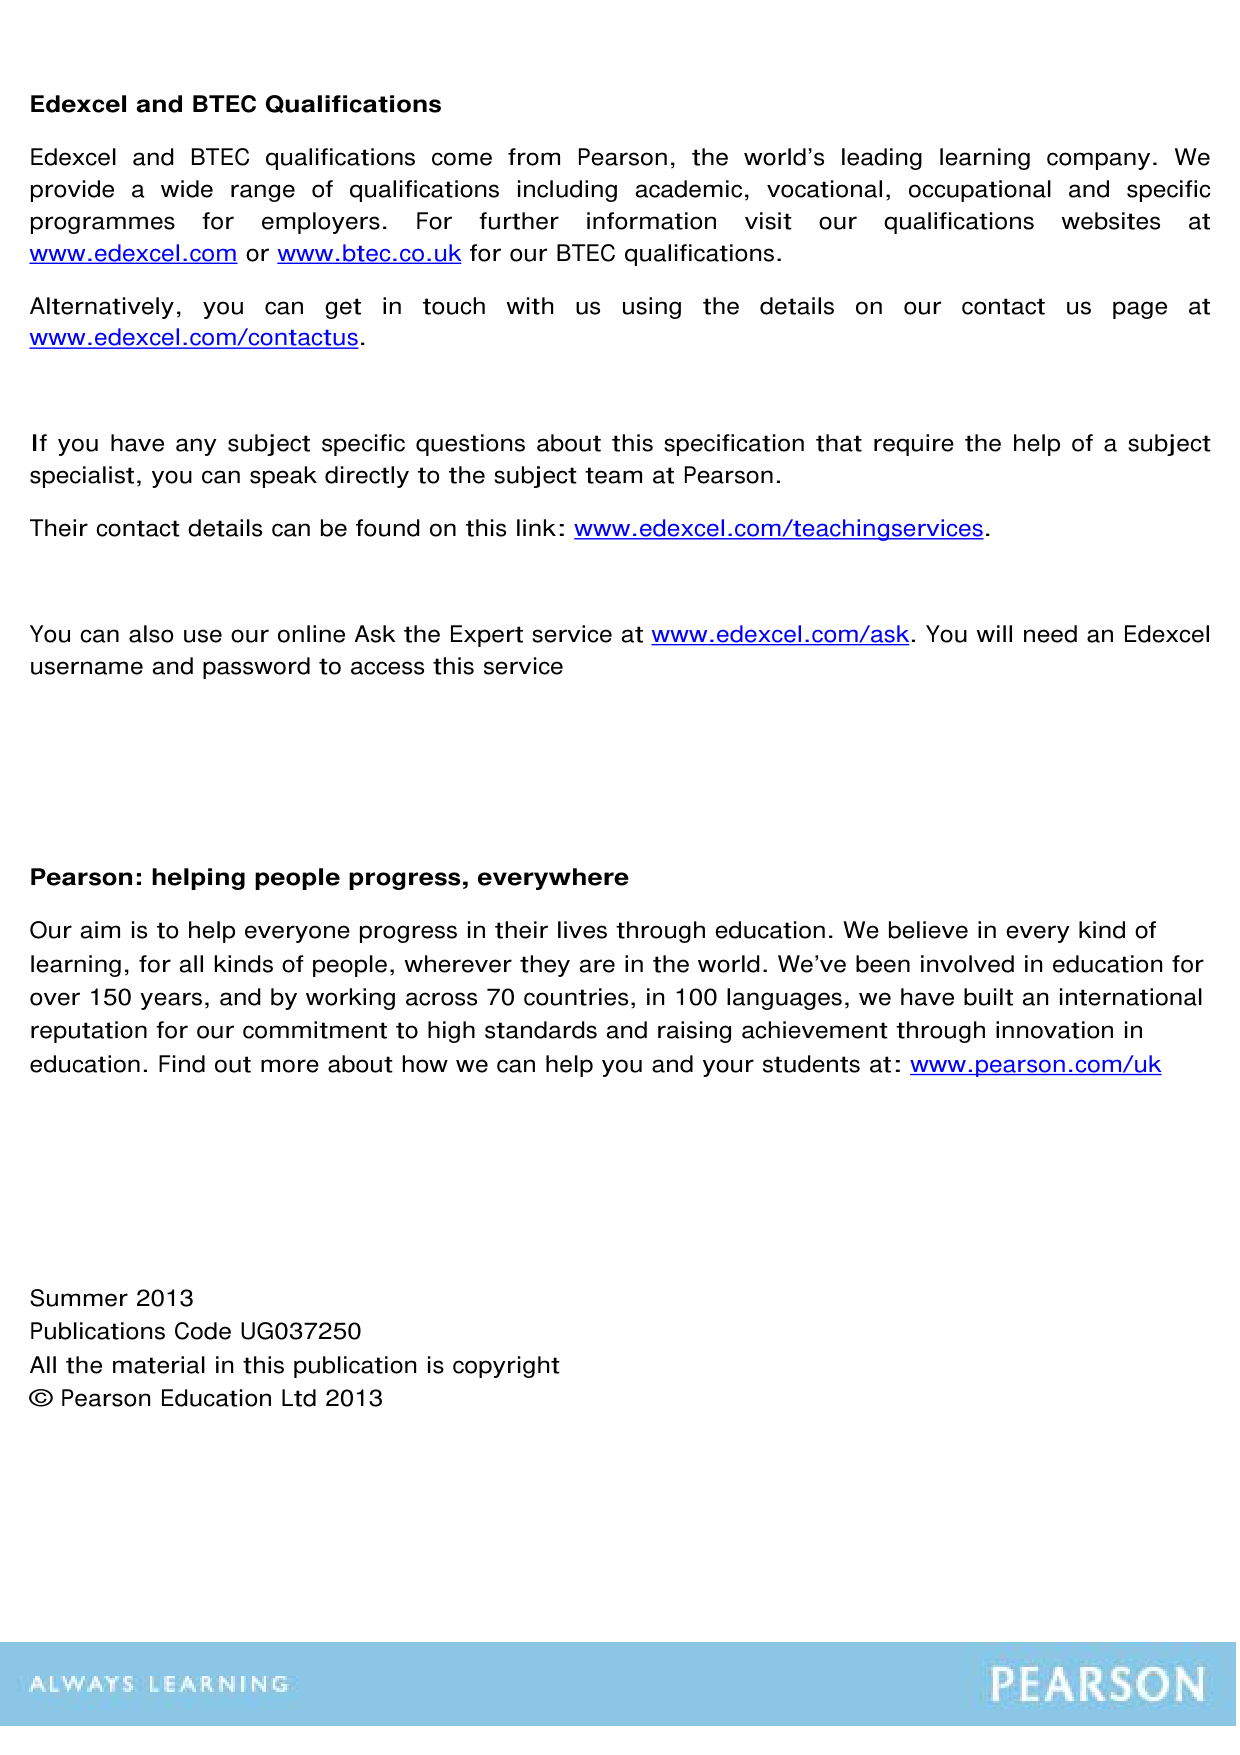 Edexcel and BTEC Qualifications
Edexcel and BTEC qualifications come from Pearson, the world’s leading learning company. We
provide a wide range of qualifications including academic, vocational, occupational and specific
programmes for employers. For further information visit our qualifications websites at
www.edexcel.com or www.btec.co.uk for our BTEC qualifications.
Alternatively, you can get in touch with us using the details on our contact us page at
www.edexcel.com/contactus.
If you have any subject specific questions about this specification that require the help of a subject
specialist, you can speak directly to the subject team at Pearson.
Their contact details can be found on this link: www.edexcel.com/teachingservices.
You can also use our online Ask the Expert service at www.edexcel.com/ask. You will need an Edexcel
username and password to access this service
Pearson: helping people progress, everywhere
Our aim is to help everyone progress in their lives through education. We believe in every kind of
learning, for all kinds of people, wherever they are in the world. We’ve been involved in education for
over 150 years, and by working across 70 countries, in 100 languages, we have built an international
reputation for our commitment to high standards and raising achievement through innovation in
education. Find out more about how we can help you and your students at: www.pearson.com/uk
Summer 2013
Publications Code UG037250
All the material in this publication is copyright
© Pearson Education Ltd 2013
ALWAYS LEARNING PEARSON